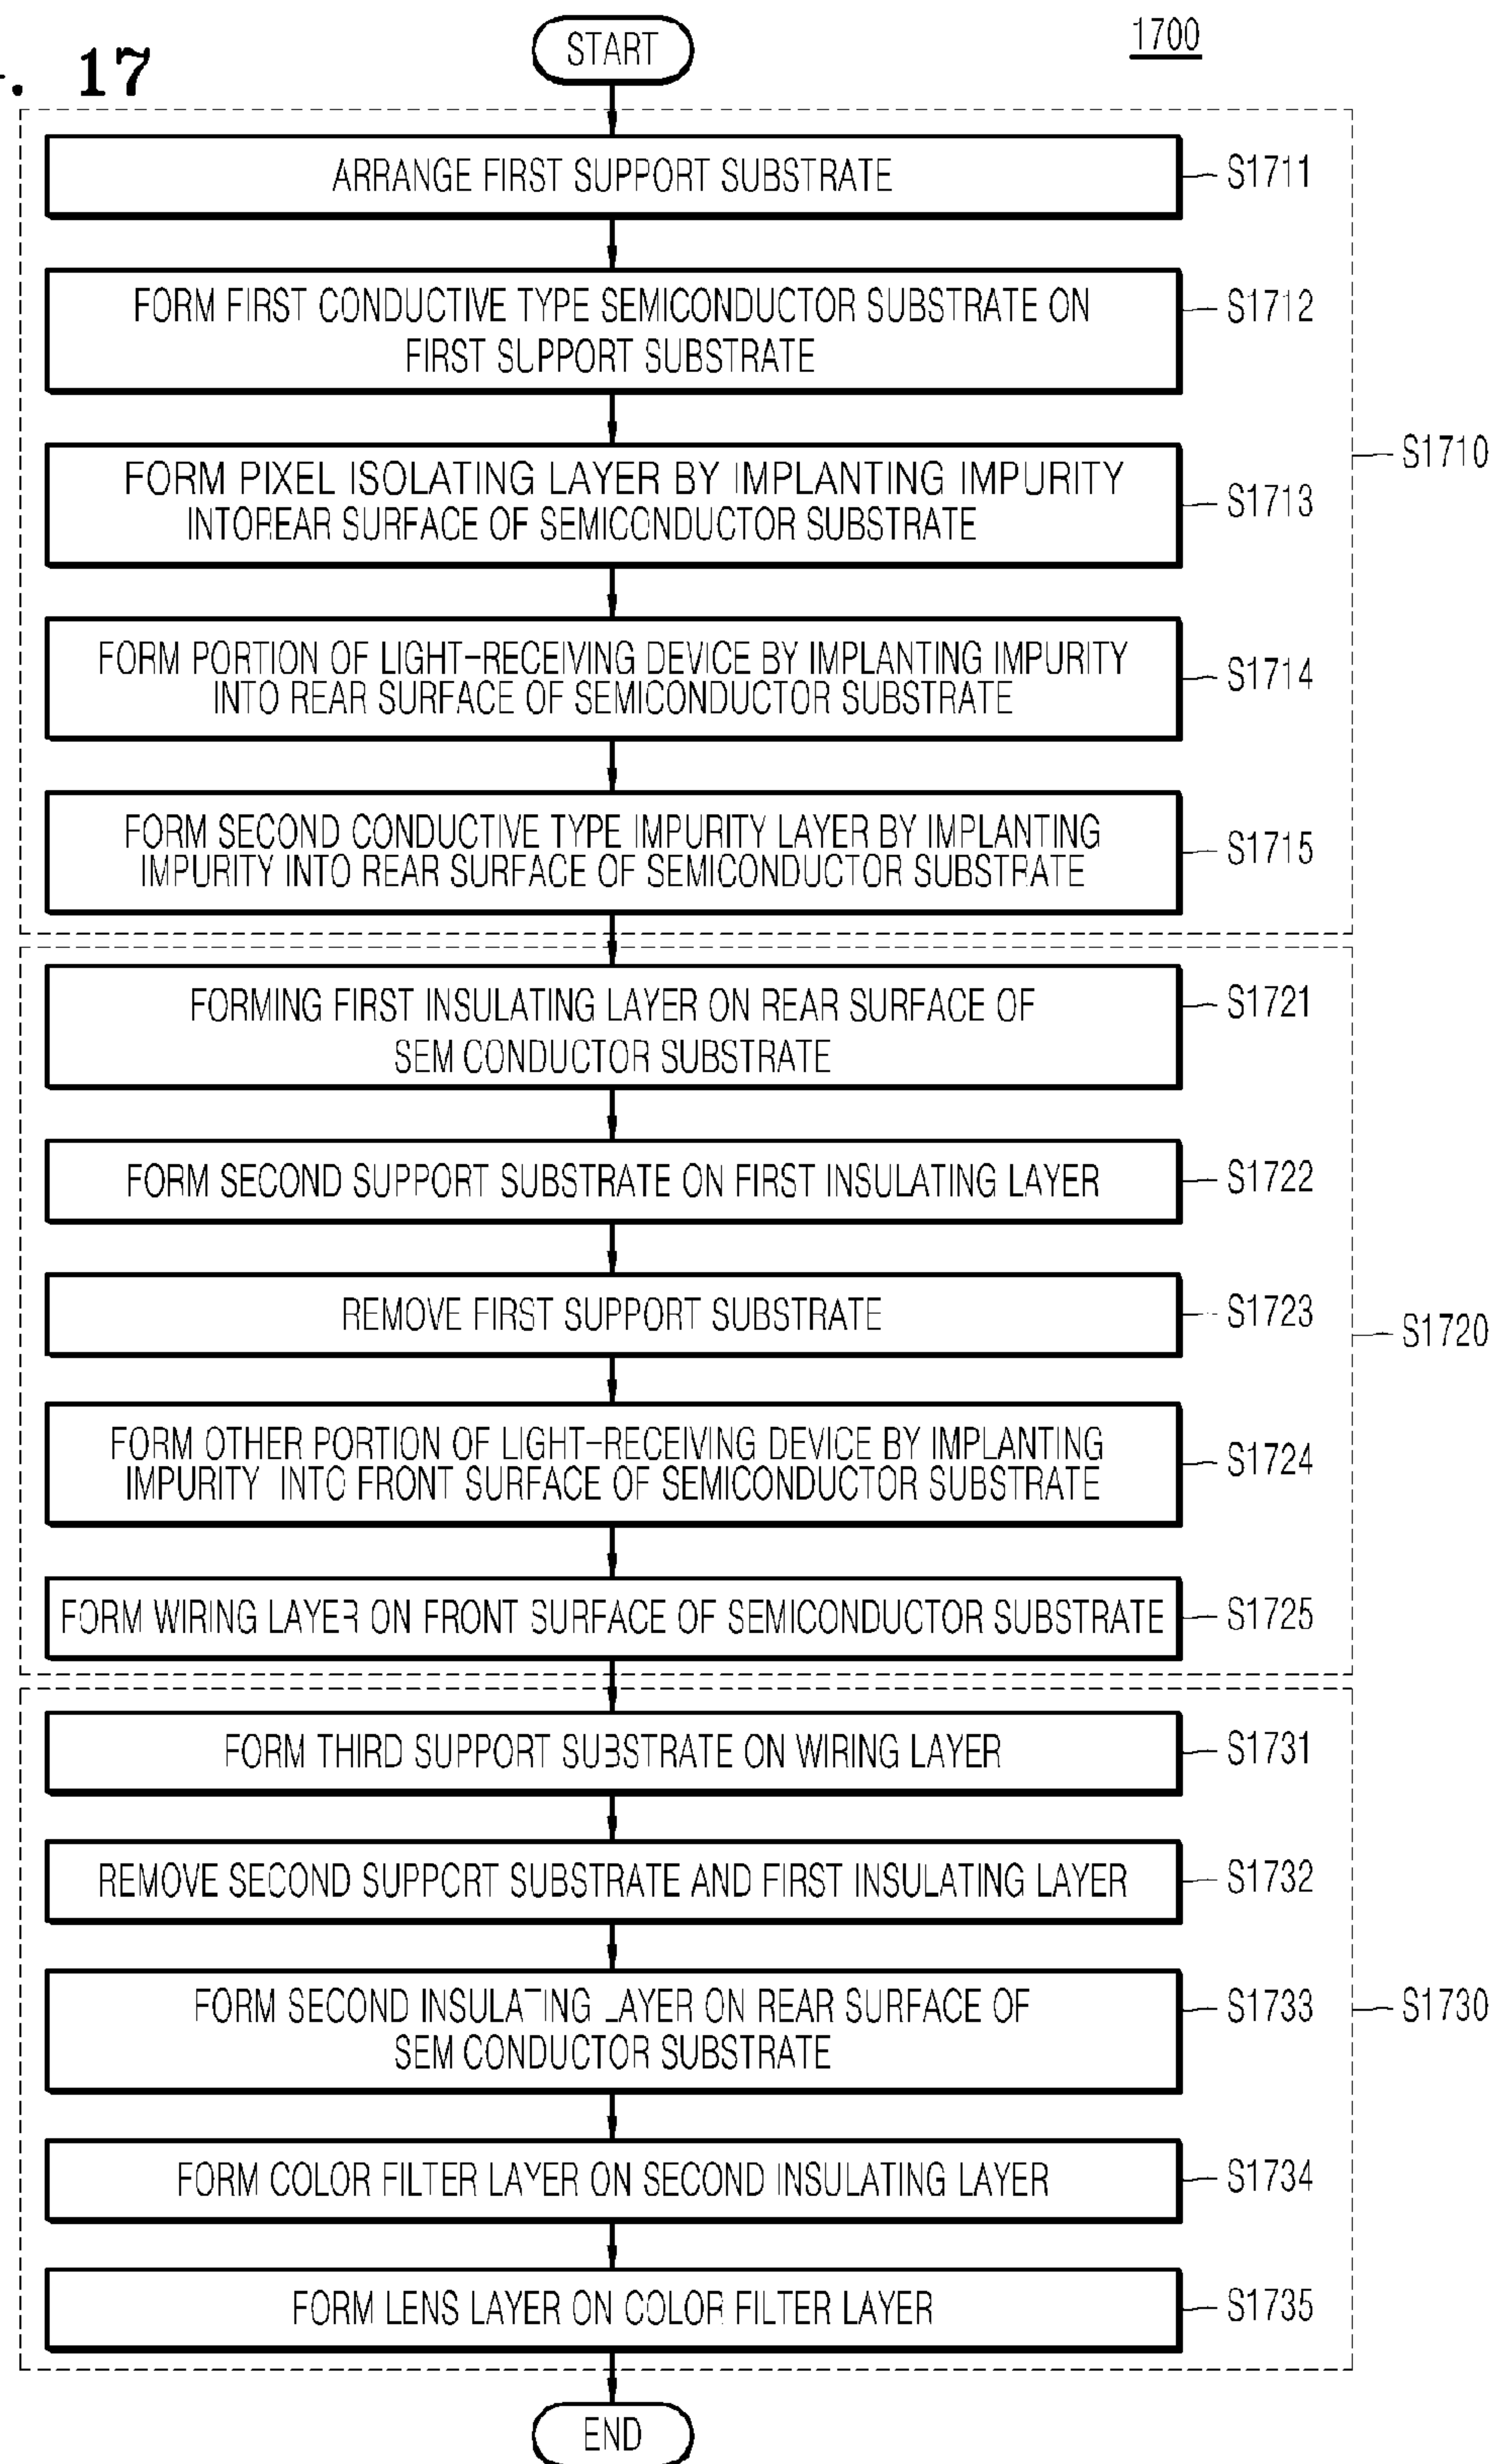 . 17
1700
START
ARRANGE FIRST SUPPORT SUBSTRATE
S1711
FORM FIRST CONDUCTIVE TYPE SEMICONDUCTOR SUBSTRATE ON
FIRST SUPPORT SUBSTRATE
S1712
FORM PIXEL ISOLATING LAYER BY IMPLANTING IMPURITY
INTOREAR SURFACE OF SEMICONDUCTOR SUBSTRATE
S1713
S1710
FORM PORTION OF LIGHT-RECEIVING DEVICE BY IMPLANTING IMPURITY
INTO REAR SURFACE OF SEMICONDUCTOR SUBSTRATE
S1714
FORM SECOND CONDUCTIVE TYPE IMPURITY LAYER BY IMPLANTING
IMPURITY INTO REAR SURFACE OF SEMICONDUCTOR SUBSTRATE
S1715
FORMING FIRST INSULATING LAYER ON REAR SURFACE OF
SEM CONDUCTOR SUBSTRATE
S1721
FORM SECOND SUPPORT SUBSTRATE ON FIRST INSULATING LAYER
S1722
REMOVE FIRST SUPPORT SUBSTRATE
S1723
S1720
FORM OTHER PORTION OF LIGHT-RECEIVING DEVICE BY IMPLANTING
IMPURITY INTO FRONT SURFACE OF SEMICONDUCTOR SUBSTRATE
S1724
FORM WIRING LAYER ON FRONT SURFACE OF SEMICONDUCTOR SUBSTRATE
S1725
FORM THIRD SUPPORT SUBSTRATE ON WIRING LAYER
S1731
REMOVE SECOND SUPPORT SUBSTRATE AND FIRST INSULATING LAYER
S1732
FORM SECOND INSULATING LAYER ON REAR SURFACE OF
SEM CONDUCTOR SUBSTRATE
S1733
S1730
FORM COLOR FILTER LAYER ON SECOND INSULATING LAYER
S1734
FORM LENS LAYER ON COLOR FILTER LAYER
S1735
END